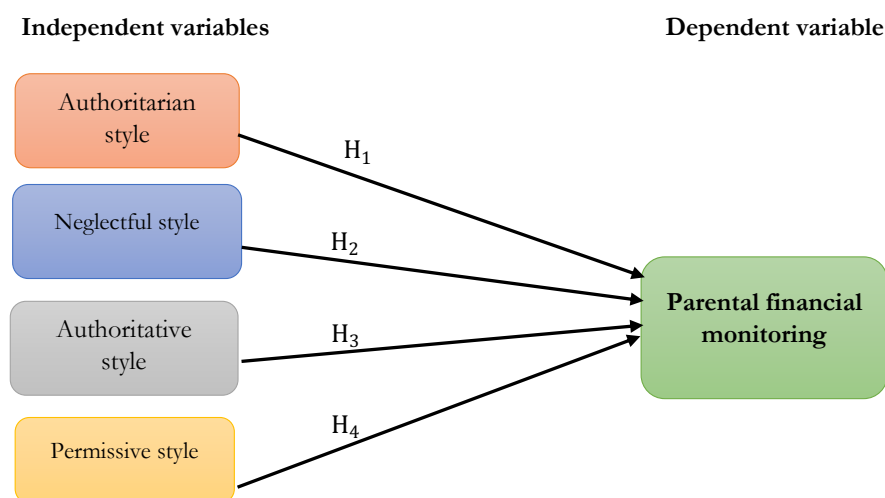 Independent variables
Dependent variable
Authoritarian
style
H₁
Neglectful style
H₂
Parental financial
monitoring
Authoritative
style
H₃
Permissive style
H₄